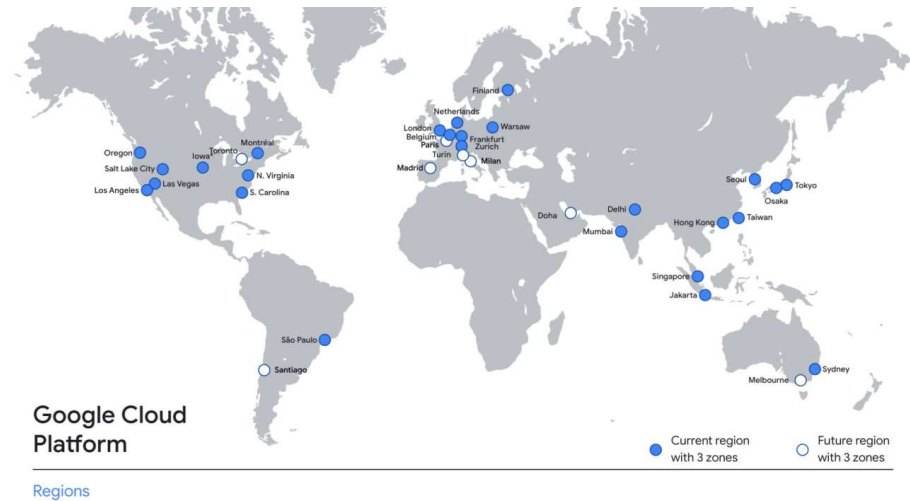 Finland
Netherlands
London
Warsaw
Belgium
Frankfurt
Paris
Zurich
Turin
Milan
Madrid
Montréal
Toronto
Oregon
Iowa
Salt Lake City
N. Virginia
Las Vegas
Los Angeles
S. Carolina
Seoul
Tokyo
Osaka
Delhi
Doha
Taiwan
Hong Kong
Mumbai
Singapore
Jakarta
São Paulo
Santiago
Sydney
Melbourne
Google Cloud
Platform
Current region
with 3 zones
Future region
with 3 zones
Regions